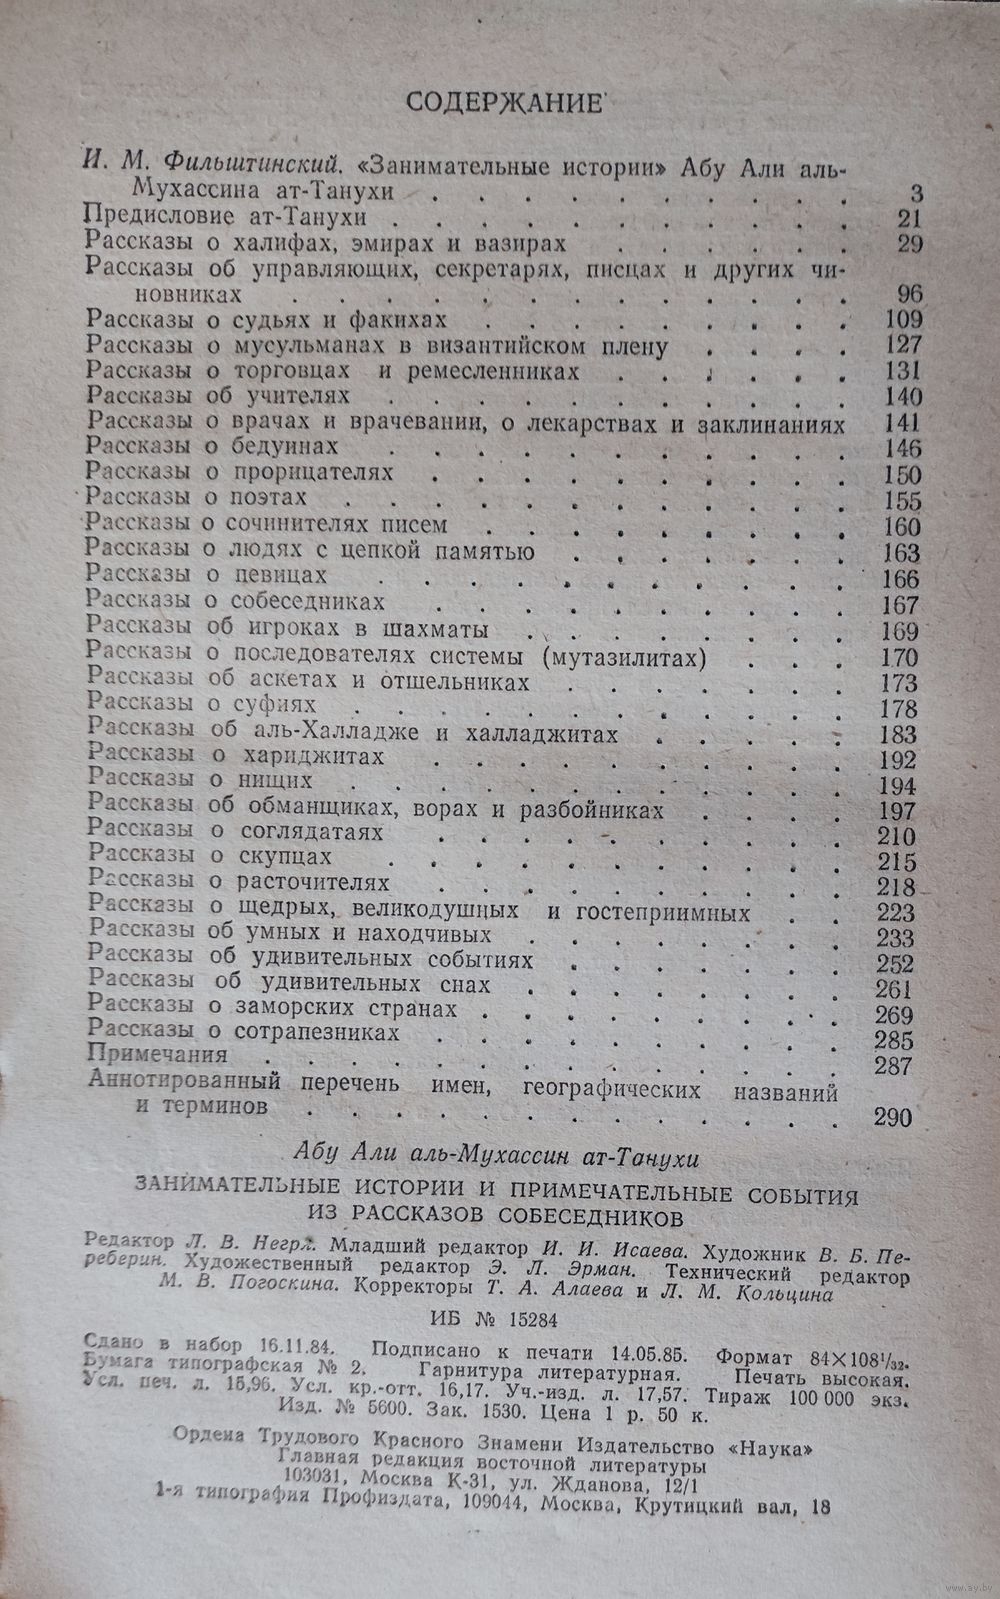 СОДЕРЖАНИЕ
И. М. Фильштинский. «Занимательные истории» Абу Али аль-
Мухассина ат-Танухи . . . . . . . . . . 3
Предисловие ат-Танухи . . . . . . . . . . . 21
Рассказы о халифах, эмирах и вазирах . . . . . . 29
Рассказы об управляющих, секретарях, писцах и других чи-
новниках . . . . . . . . . . . . . 96
Рассказы о судьях и факихах . . . . . . . . . 109
Рассказы о мусульманах в византийском плену . . . . 127
Рассказы о торговцах и ремесленниках . . . . . . 131
Рассказы об учителях . . . . . . . . . . . 140
Рассказы о врачах и врачевании, о лекарствах и заклинаниях 141
Рассказы о бедуинах . . . . . . . . . . . 146
Рассказы о прорицателях . . . . . . . . . . 150
Рассказы о поэтах . . . . . . . . . . . . 155
Рассказы о сочинителях писем . . . . . . . . . 160
Рассказы о людях с цепкой памятью . . . . . . . 163
Рассказы о певицах . . . . . . . . . . . 166
Рассказы о собеседниках . . . . . . . . . . 167
Рассказы об игроках в шахматы . . . . . . . . 169
Рассказы о последователях системы (мутазилитах) . . . 170
Рассказы об аскетах и отшельниках . . . . . . . 173
Рассказы о суфиях . . . . . . . . . . . . 178
Рассказы об аль-Халладже и халладжитах . . . . . 183
Рассказы о хариджитах . . . . . . . . . . 192
Рассказы о нищих . . . . . . . . . . . . 194
Рассказы об обманщиках, ворах и разбойниках . . . . 197
Рассказы о соглядатаях . . . . . . . . . . 210
Рассказы о скупцах . . . . . . . . . . . 215
Рассказы о расточителях . . . . . . . . . . 218
Рассказы о щедрых, великодушных и гостеприимных . . 223
Рассказы об умных и находчивых . . . . . . . . 233
Рассказы об удивительных событиях . . . . . . . 252
Рассказы об удивительных снах . . . . . . . . 261
Рассказы о заморских странах . . . . . . . . . 269
Рассказы о сотрапезниках . . . . . . . . . . 285
Примечания . . . . . . . . . . . . . . 287
Аннотированный перечень имен, географических названий
и терминов . . . . . . . . . . . . . 290
Абу Али аль-Мухассин ат-Танухи
ЗАНИМАТЕЛЬНЫЕ ИСТОРИИ И ПРИМЕЧАТЕЛЬНЫЕ СОБЫТИЯ
ИЗ РАССКАЗОВ СОБЕСЕДНИКОВ
Редактор Л. В. Негря. Младший редактор И. И. Исаева. Художник В. Б. Пе-
реберин. Художественный редактор Э. Л. Эрман. Технический редактор
М. В. Погоскина. Корректоры Т. А. Алаева и Л. М. Кольцина
ИБ № 15284
Сдано в набор 16.11.84. Подписано к печати 14.05.85. Формат 84×108¹/₃₂.
Бумага типографская № 2. Гарнитура литературная. Печать высокая.
Усл. печ. л. 15,96. Усл. кр.-отт. 16,17. Уч.-изд. л. 17,57. Тираж 100 000 экз.
Изд. № 5600. Зак. 1530. Цена 1 р. 50 к.
Ордена Трудового Красного Знамени Издательство «Наука»
Главная редакция восточной литературы
103031, Москва К-31, ул. Жданова, 12/1
1-я типография Профиздата, 109044, Москва, Крутицкий вал, 18
www.ay.by